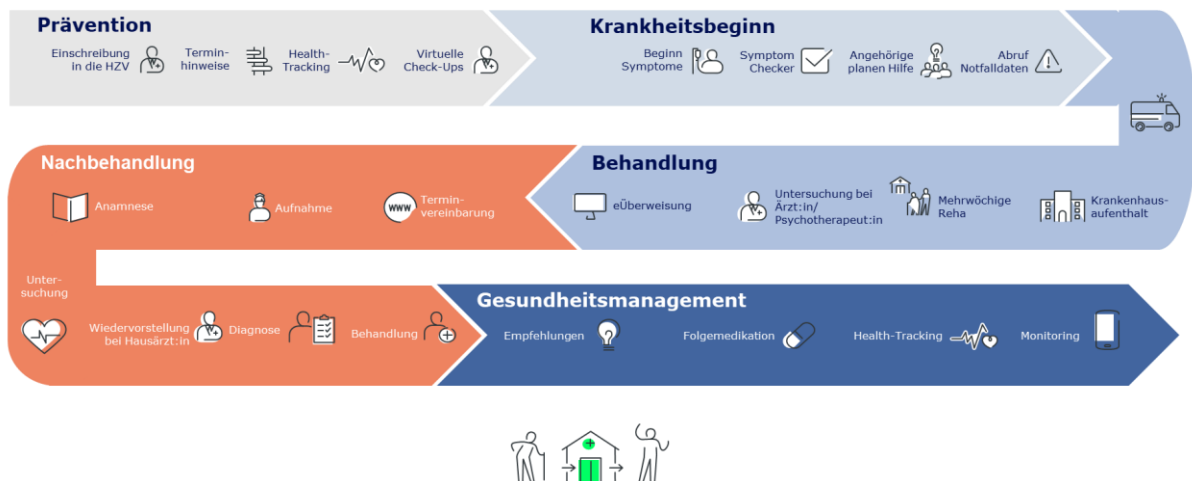 Prävention
Einschreibung
in die HZV
Termin-
hinweise
Health-
Tracking
Virtuelle
Check-Ups
Krankheitsbeginn
Beginn
Symptome
Symptom
Checker
Angehörige
planen Hilfe
Abruf
Notfalldaten
Behandlung
Krankenhaus-
aufenthalt
Mehrwöchige
Reha
Untersuchung bei
Ärzt:in/
Psychotherapeut:in
eÜberweisung
Nachbehandlung
www
Termin-
vereinbarung
Aufnahme
Anamnese
Unter-
suchung
Wiedervorstellung
bei Hausärzt:in
Diagnose
Behandlung
Gesundheitsmanagement
Empfehlungen
Folgemedikation
Health-Tracking
Monitoring